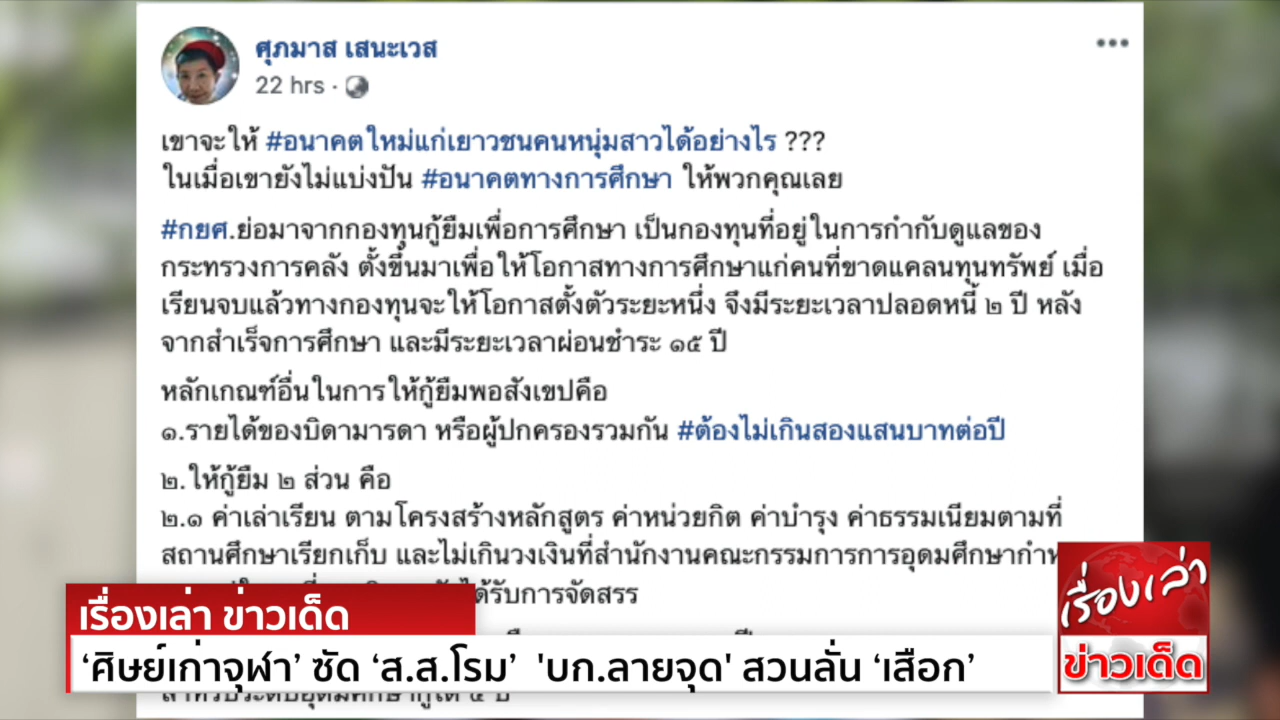 ศุภมาส เสนะเวส
22 hrs ·
เขาจะให้ #อนาคตใหม่แก่เยาวชนคนหนุ่มสาวได้อย่างไร ???
ในเมื่อเขายังไม่แบ่งปัน #อนาคตทางการศึกษา ให้พวกคุณเลย
#กยศ.ย่อมาจากกองทุนกู้ยืมเพื่อการศึกษา เป็นกองทุนที่อยู่ในการกำกับดูแลของ
กระทรวงการคลัง ตั้งขึ้นมาเพื่อให้โอกาสทางการศึกษาแก่คนที่ขาดแคลนทุนทรัพย์ เมื่อ
เรียนจบแล้วทางกองทุนจะให้โอกาสตั้งตัวระยะหนึ่ง จึงมีระยะเวลาปลอดหนี้ ๒ ปี หลัง
จากสำเร็จการศึกษา และมีระยะเวลาผ่อนชำระ ๑๕ ปี
หลักเกณฑ์อื่นในการให้กู้ยืมพอสังเขปคือ
๑.รายได้ของบิดามารดา หรือผู้ปกครองรวมกัน #ต้องไม่เกินสองแสนบาทต่อปี
๒.ให้กู้ยืม ๒ ส่วน คือ
๒.๑ ค่าเล่าเรียน ตามโครงสร้างหลักสูตร ค่าหน่วยกิต ค่าบำรุง ค่าธรรมเนียมตามที่
สถานศึกษาเรียกเก็บ และไม่เกินวงเงินที่สำนักงานคณะกรรมการการอุดมศึกษา
ได้รับการจัดสรร
เรื่องเล่า ข่าวเด็ด
‘ศิษย์เก่าจุฬา’ ซัด ‘ส.ส.โรม’ 'บก.ลายจุด' สวนลั่น ‘เสือก’
เรื่องเล่า
ข่าวเด็ด